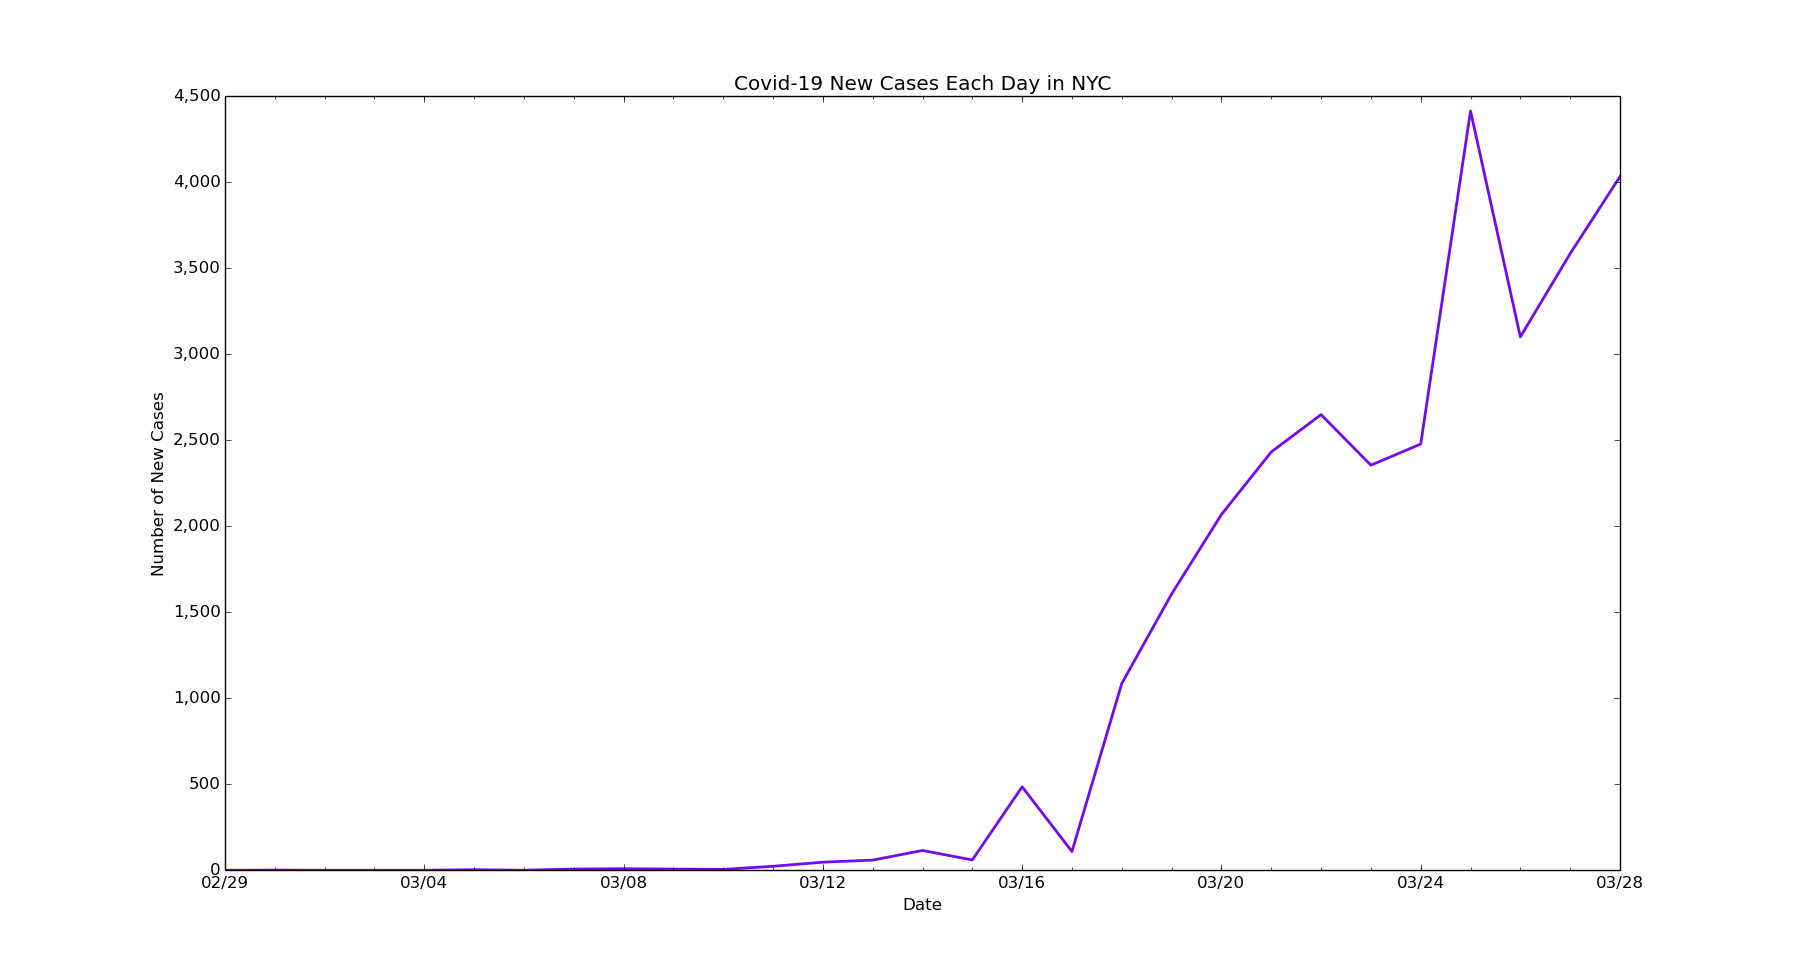 Covid-19 New Cases Each Day in NYC
4,500
4,000
3,500
3,000
2,500
2,000
1,500
1,000
500
0
Number of New Cases
02/29 03/04 03/08 03/12 03/16 03/20 03/24 03/28
Date